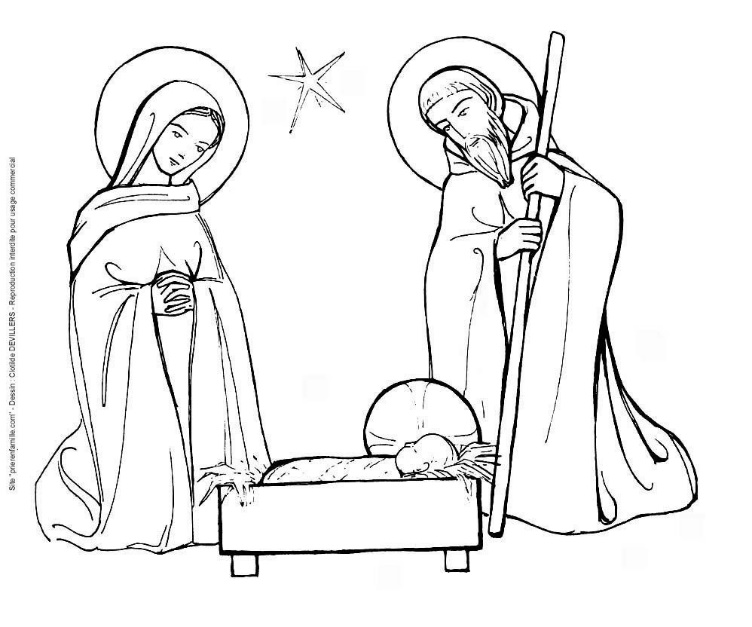 Site "prierenfamille.com" - Dessin : Clotilde DEVILLERS - Reproduction interdite pour usage commercial